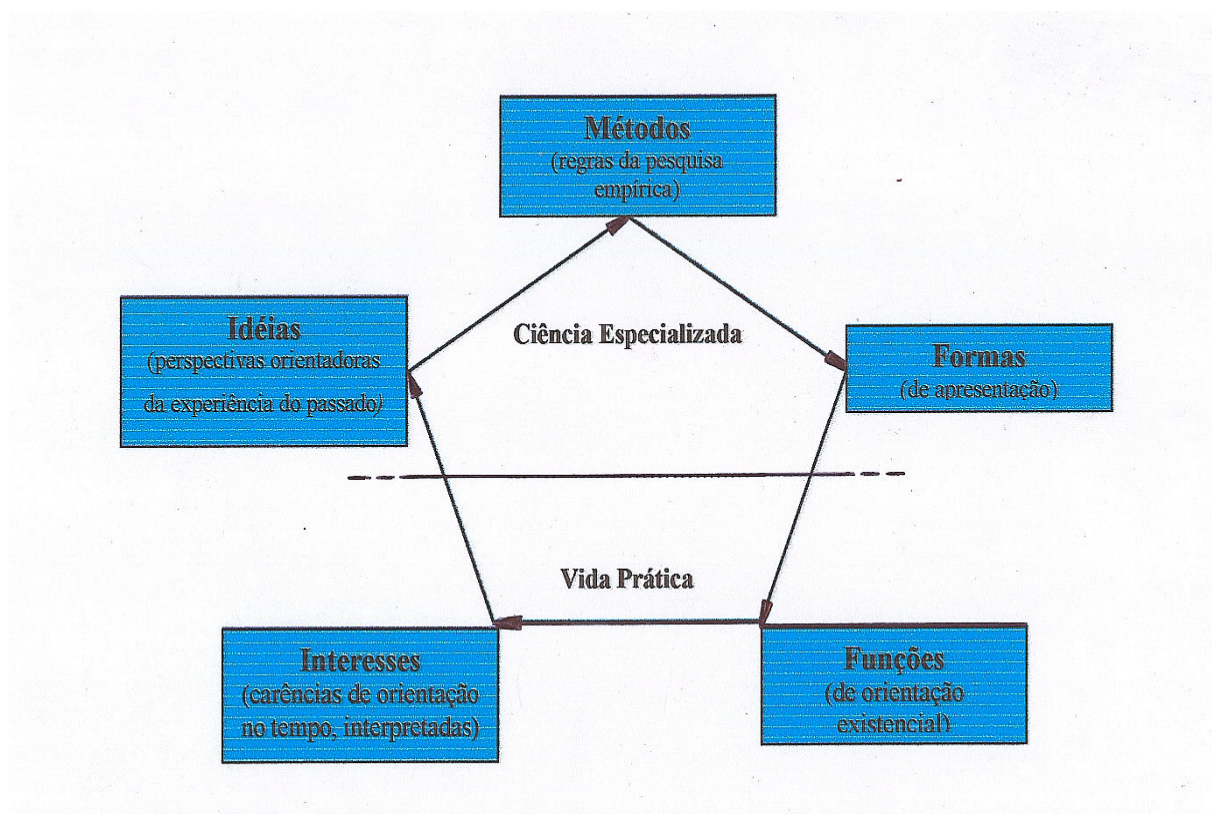 Métodos
(regras da pesquisa
empírica)
Idéias
(perspectivas orientadoras
da experiência do passado)
Ciência Especializada
Formas
(de apresentação)
Vida Prática
Interesses
(carências de orientação
no tempo, interpretadas)
Funções
(de orientação
existencial)